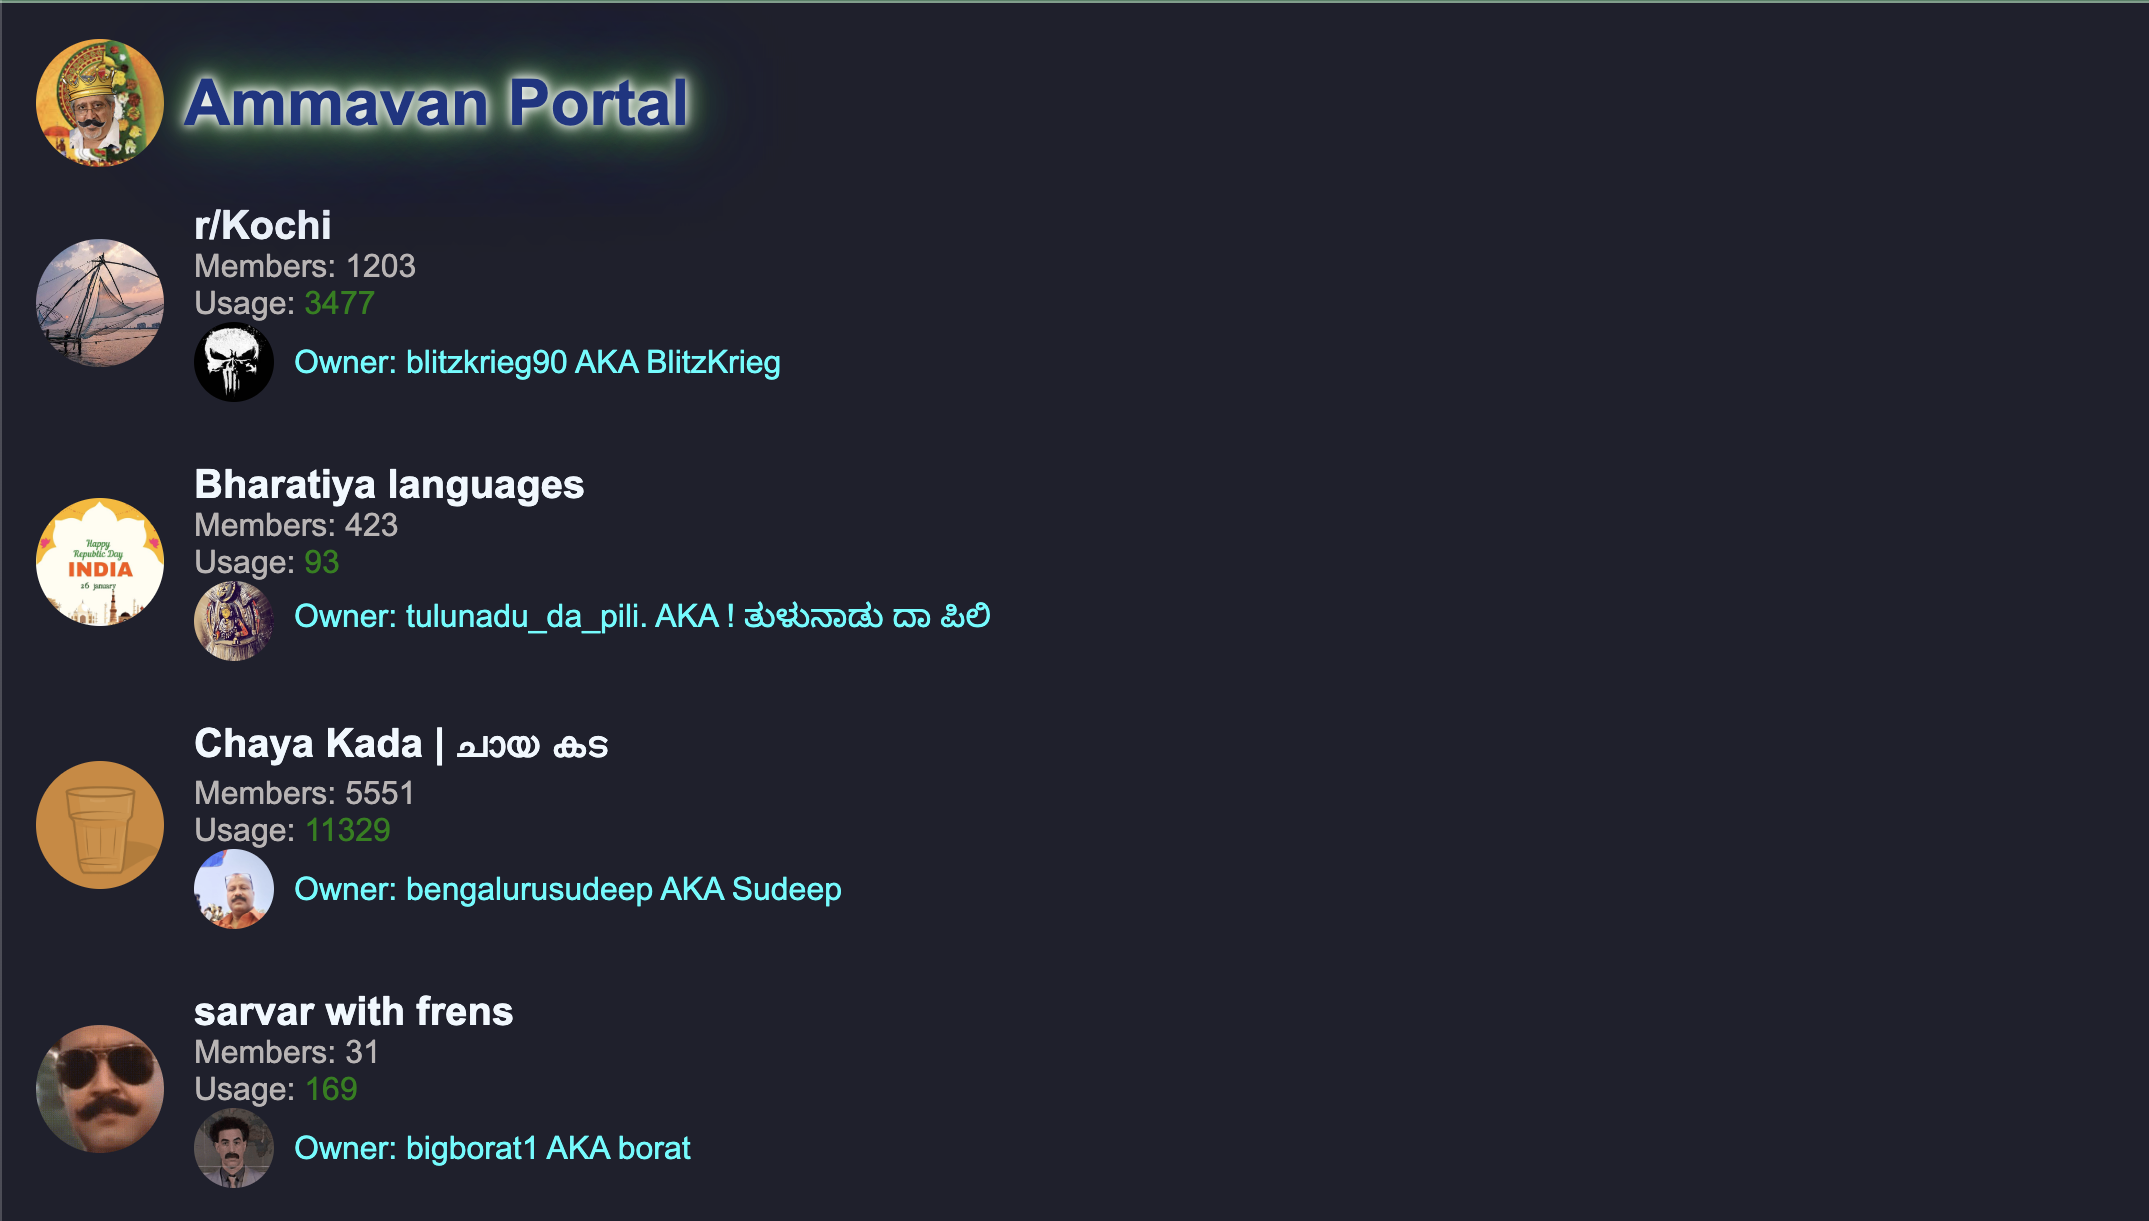 Ammavan Portal
r/Kochi
Members: 1203
Usage: 3477
Owner: blitzkrieg90 AKA BlitzKrieg
Bharatiya languages
Members: 423
Usage: 93
Happy
Republic Day
INDIA
26 january
Owner: tulunadu_da_pili. AKA ! ತುಳುನಾಡು ದಾ ಪಿಲಿ
Chaya Kada | ചായ കട
Members: 5551
Usage: 11329
Owner: bengalurusudeep AKA Sudeep
sarvar with frens
Members: 31
Usage: 169
Owner: bigborat1 AKA borat